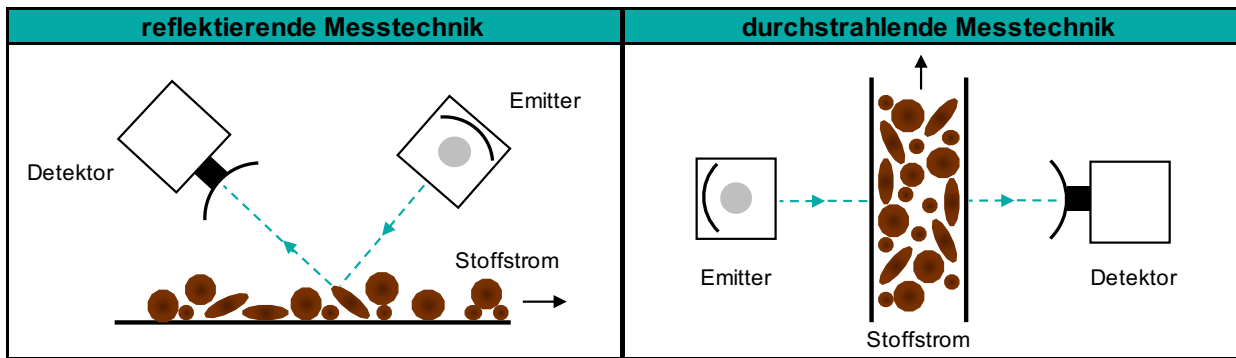 reflektierende Messtechnik
Emitter
Detektor
Stoffstrom
durchstrahlende Messtechnik
Emitter
Detektor
Stoffstrom